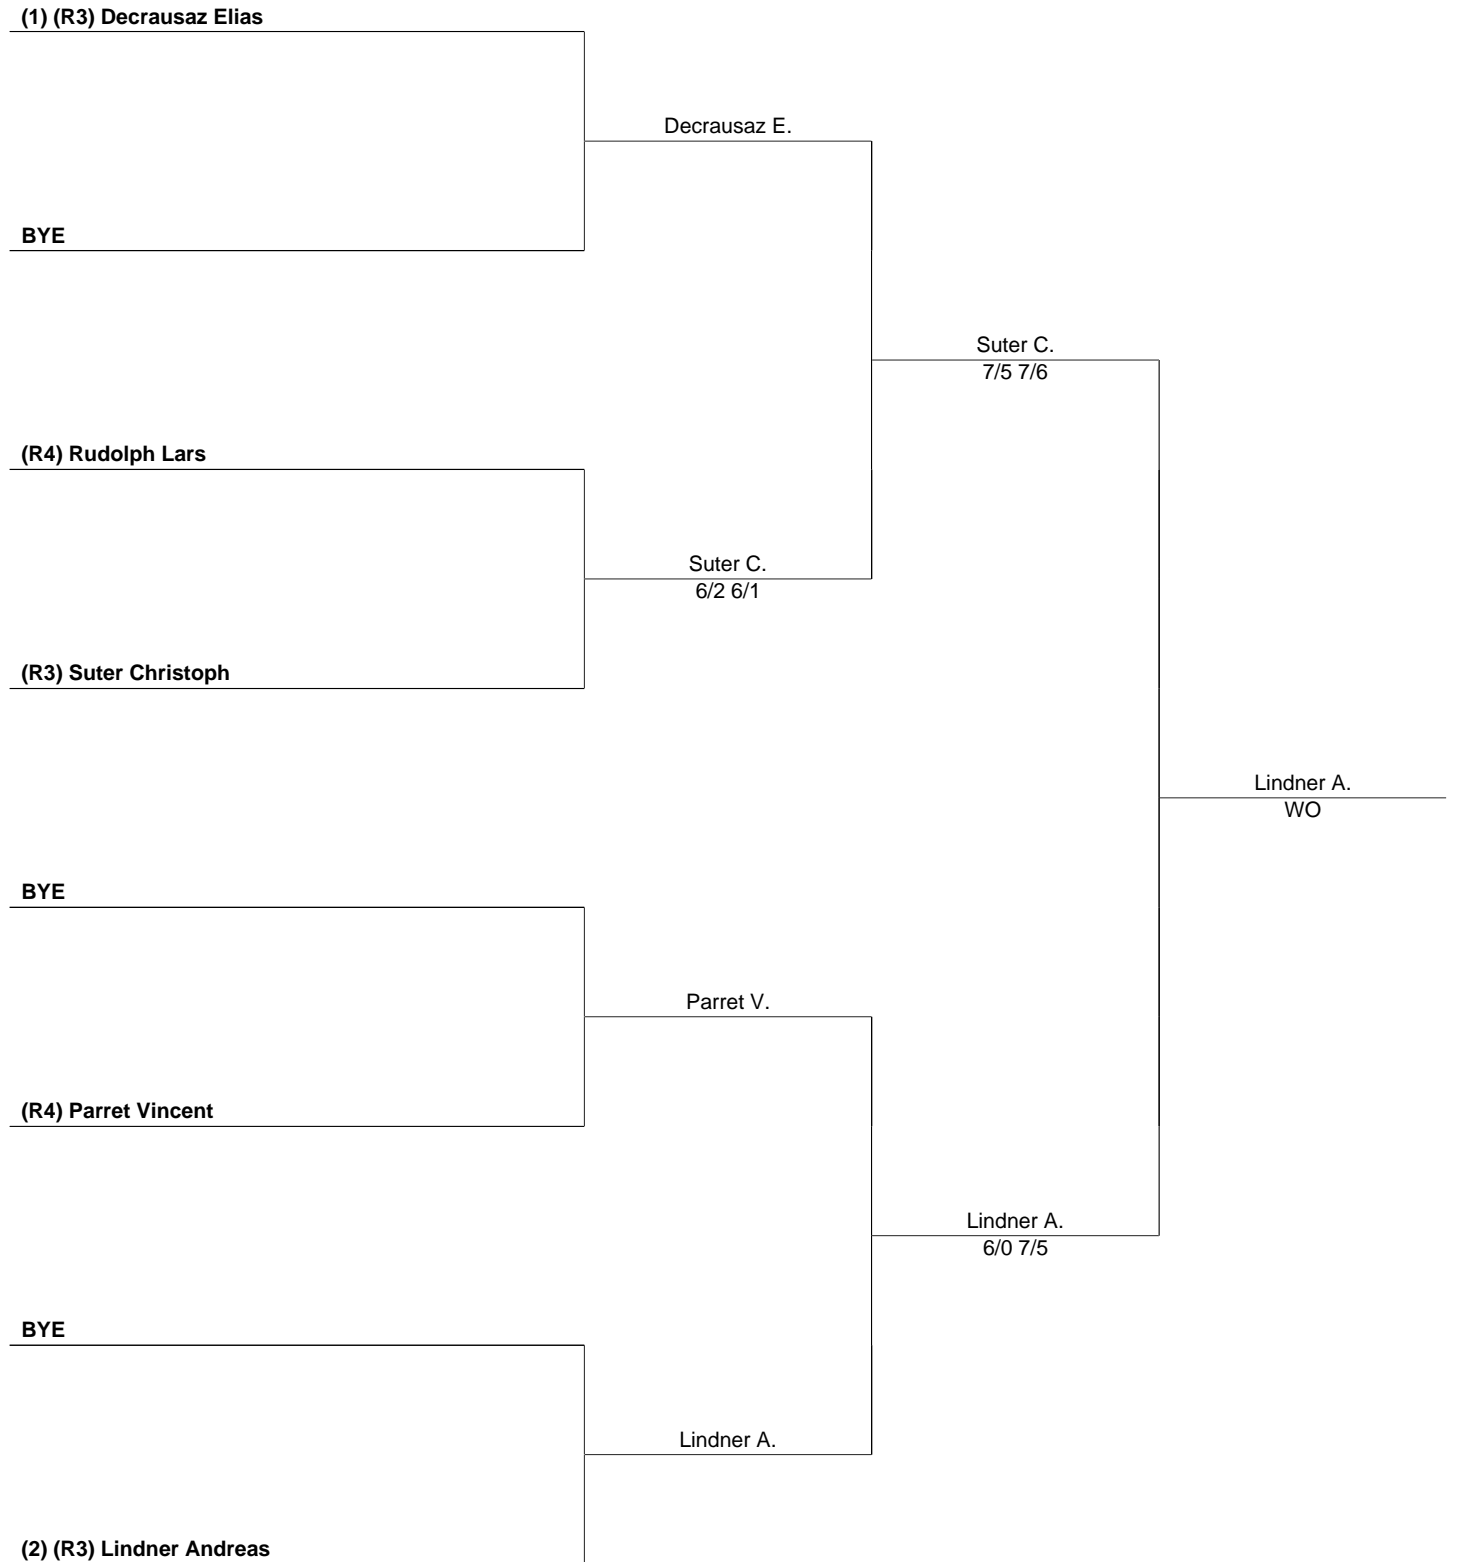 (1) (R3) Decrausaz Elias
Decrausaz E.
BYE
Suter C.
7/5 7/6
(R4) Rudolph Lars
Suter C.
6/2 6/1
(R3) Suter Christoph
Lindner A.
WO
BYE
Parret V.
(R4) Parret Vincent
Lindner A.
6/0 7/5
BYE
Lindner A.
(2) (R3) Lindner Andreas